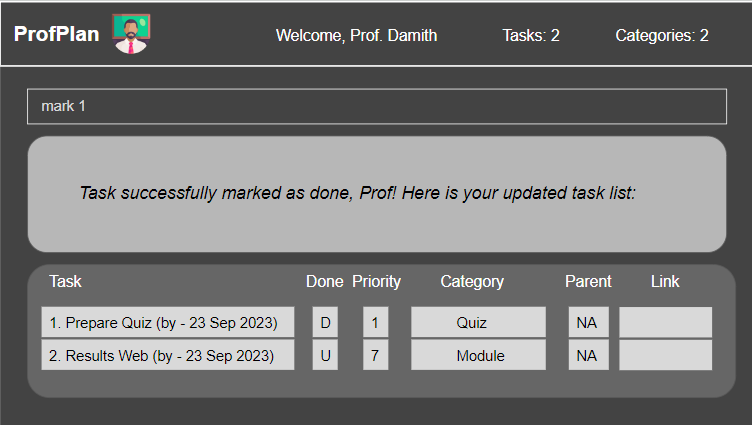 ProfPlan Welcome, Prof. Damith Tasks: 2 Categories: 2
mark 1
Task successfully marked as done, Prof! Here is your updated task list:
Task Done Priority Category Parent Link
1. Prepare Quiz (by - 23 Sep 2023) D 1 Quiz NA
2. Results Web (by - 23 Sep 2023) U 7 Module NA